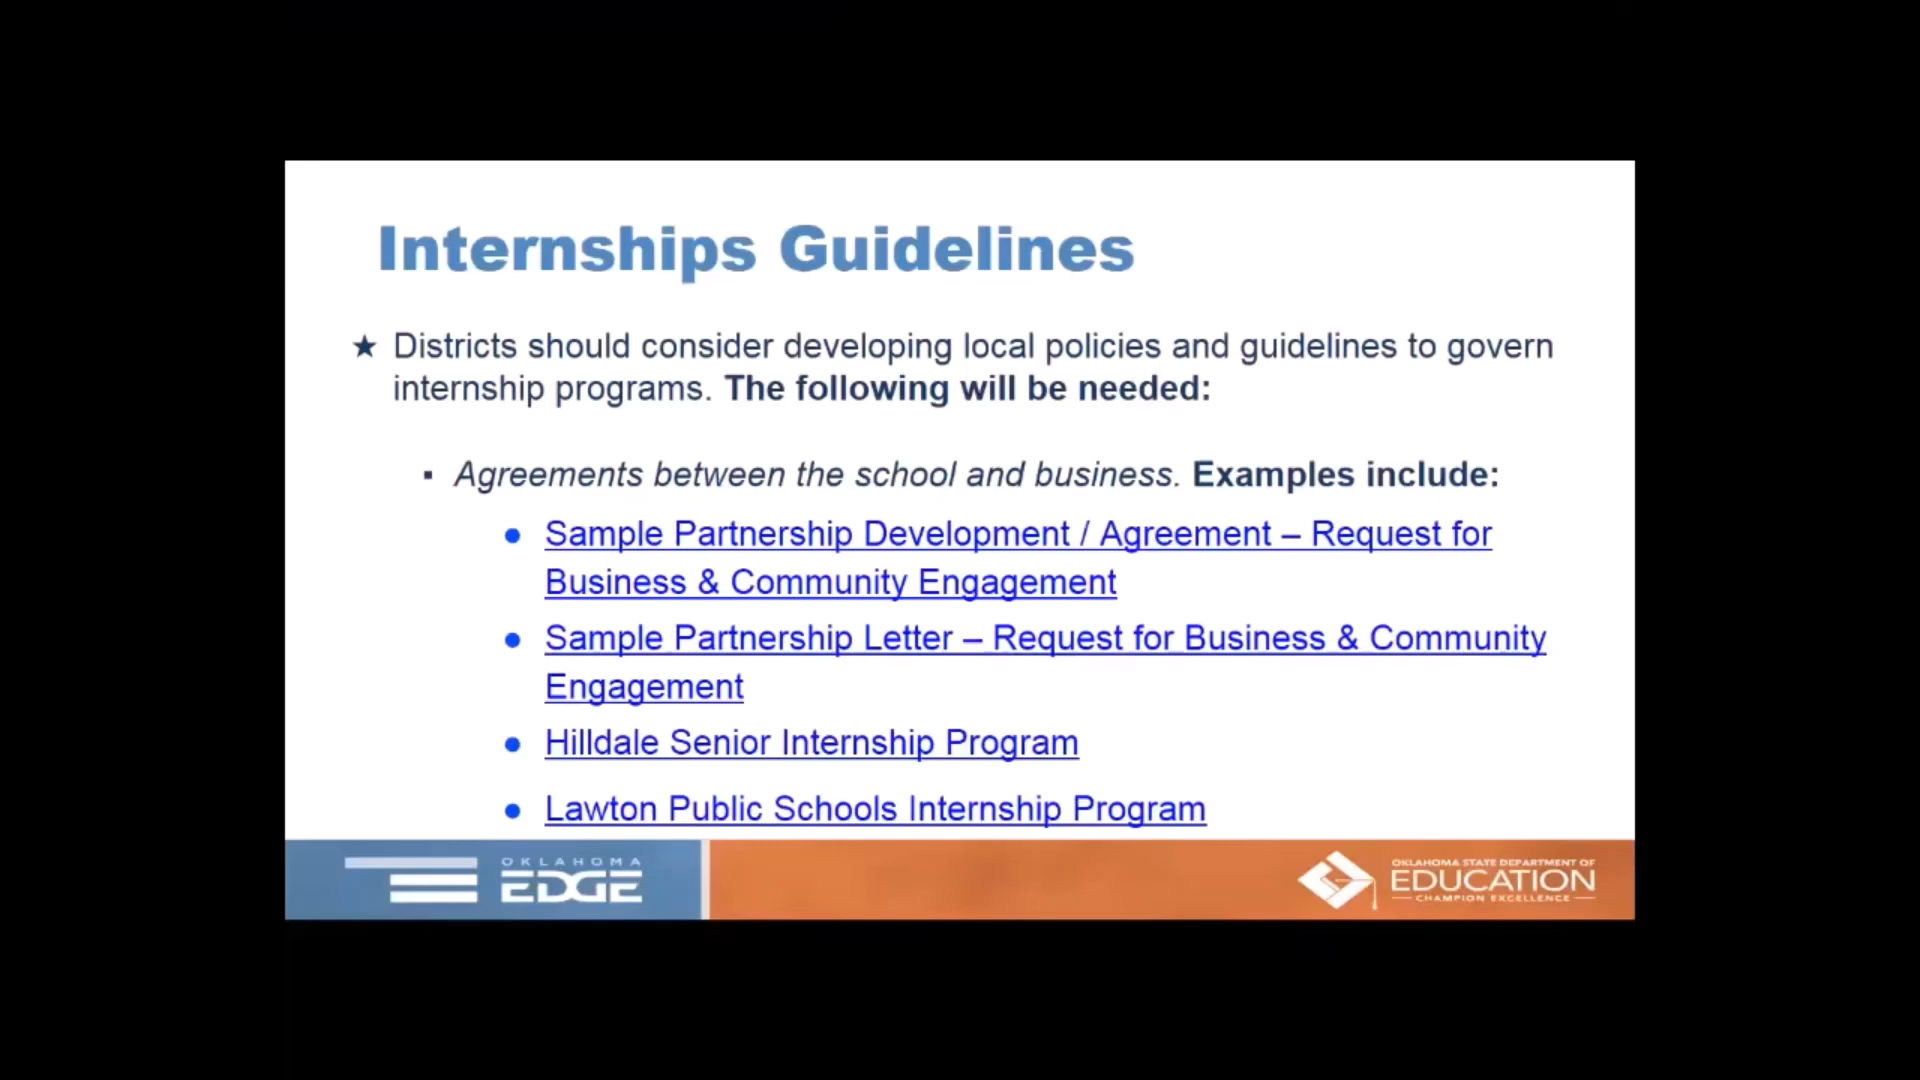 Internships Guidelines
★ Districts should consider developing local policies and guidelines to govern
internship programs. The following will be needed:
▪ Agreements between the school and business. Examples include:
● Sample Partnership Development / Agreement – Request for
Business & Community Engagement
● Sample Partnership Letter – Request for Business & Community
Engagement
● Hilldale Senior Internship Program
● Lawton Public Schools Internship Program
OKLAHOMA
EDGE
OKLAHOMA STATE DEPARTMENT OF
EDUCATION
CHAMPION EXCELLENCE